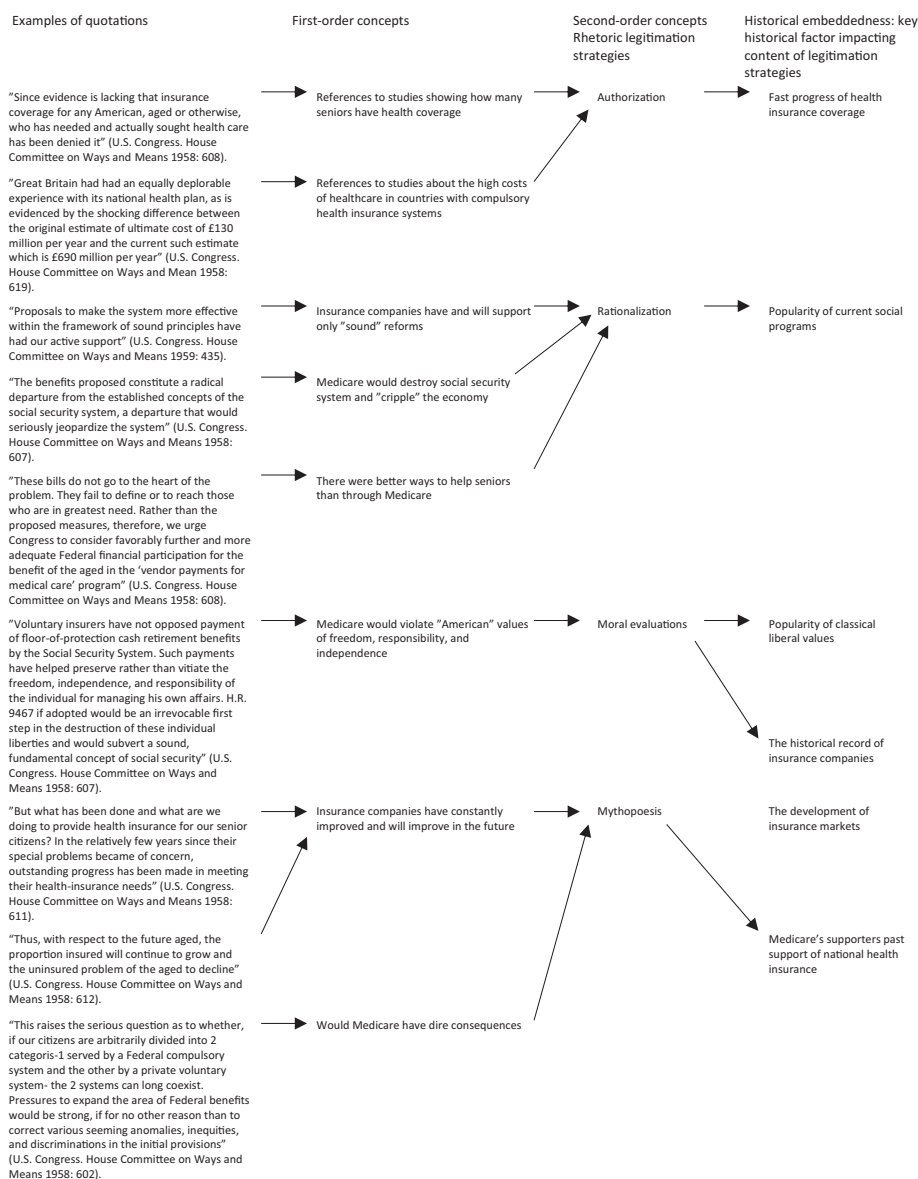 Examples of quotations
First-order concepts
Second-order concepts
Rhetoric legitimation
strategies
Historical embeddedness: key
historical factor impacting
content of legitimation
strategies
”Since evidence is lacking that insurance
coverage for any American, aged or otherwise,
who has needed and actually sought health care
has been denied it” (U.S. Congress. House
Committee on Ways and Means 1958: 608).
References to studies showing how many
seniors have health coverage
Authorization
Fast progress of health
insurance coverage
”Great Britain had had an equally deplorable
experience with its national health plan, as is
evidenced by the shocking difference between
the original estimate of ultimate cost of £130
million per year and the current such estimate
which is £690 million per year” (U.S. Congress.
House Committee on Ways and Mean 1958:
619).
References to studies about the high costs
of healthcare in countries with compulsory
health insurance systems
“Proposals to make the system more effective
within the framework of sound principles have
had our active support” (U.S. Congress. House
Committee on Ways and Means 1959: 435).
Insurance companies have and will support
only ”sound” reforms
Rationalization
Popularity of current social
programs
”The benefits proposed constitute a radical
departure from the established concepts of the
social security system, a departure that would
seriously jeopardize the system” (U.S. Congress.
House Committee on Ways and Means 1958:
607).
Medicare would destroy social security
system and ”cripple” the economy
”These bills do not go to the heart of the
problem. They fail to define or to reach those
who are in greatest need. Rather than the
proposed measures, therefore, we urge
Congress to consider favorably further and more
adequate Federal financial participation for the
benefit of the aged in the ‘vendor payments for
medical care’ program” (U.S. Congress. House
Committee on Ways and Means 1958: 608).
There were better ways to help seniors
than through Medicare
”Voluntary insurers have not opposed payment
of floor-of-protection cash retirement benefits
by the Social Security System. Such payments
have helped preserve rather than vitiate the
freedom, independence, and responsibility of
the individual for managing his own affairs. H.R.
9467 if adopted would be an irrevocable first
step in the destruction of these individual
liberties and would subvert a sound,
fundamental concept of social security” (U.S.
Congress. House Committee on Ways and
Means 1958: 607).
Medicare would violate ”American” values
of freedom, responsibility, and
independence
Moral evaluations
Popularity of classical
liberal values
The historical record of
insurance companies
”But what has been done and what are we
doing to provide health insurance for our senior
citizens? In the relatively few years since their
special problems became of concern,
outstanding progress has been made in meeting
their health-insurance needs” (U.S. Congress.
House Committee on Ways and Means 1958:
611).
Insurance companies have constantly
improved and will improve in the future
Mythopoesis
The development of
insurance markets
“Thus, with respect to the future aged, the
proportion insured will continue to grow and
the uninsured problem of the aged to decline”
(U.S. Congress. House Committee on Ways and
Means 1958: 612).
Medicare’s supporters past
support of national health
insurance
“This raises the serious question as to whether,
if our citizens are arbitrarily divided into 2
categoris-1 served by a Federal compulsory
system and the other by a private voluntary
system- the 2 systems can long coexist.
Pressures to expand the area of Federal benefits
would be strong, if for no other reason than to
correct various seeming anomalies, inequities,
and discriminations in the initial provisions”
(U.S. Congress. House Committee on Ways and
Means 1958: 602).
Would Medicare have dire consequences